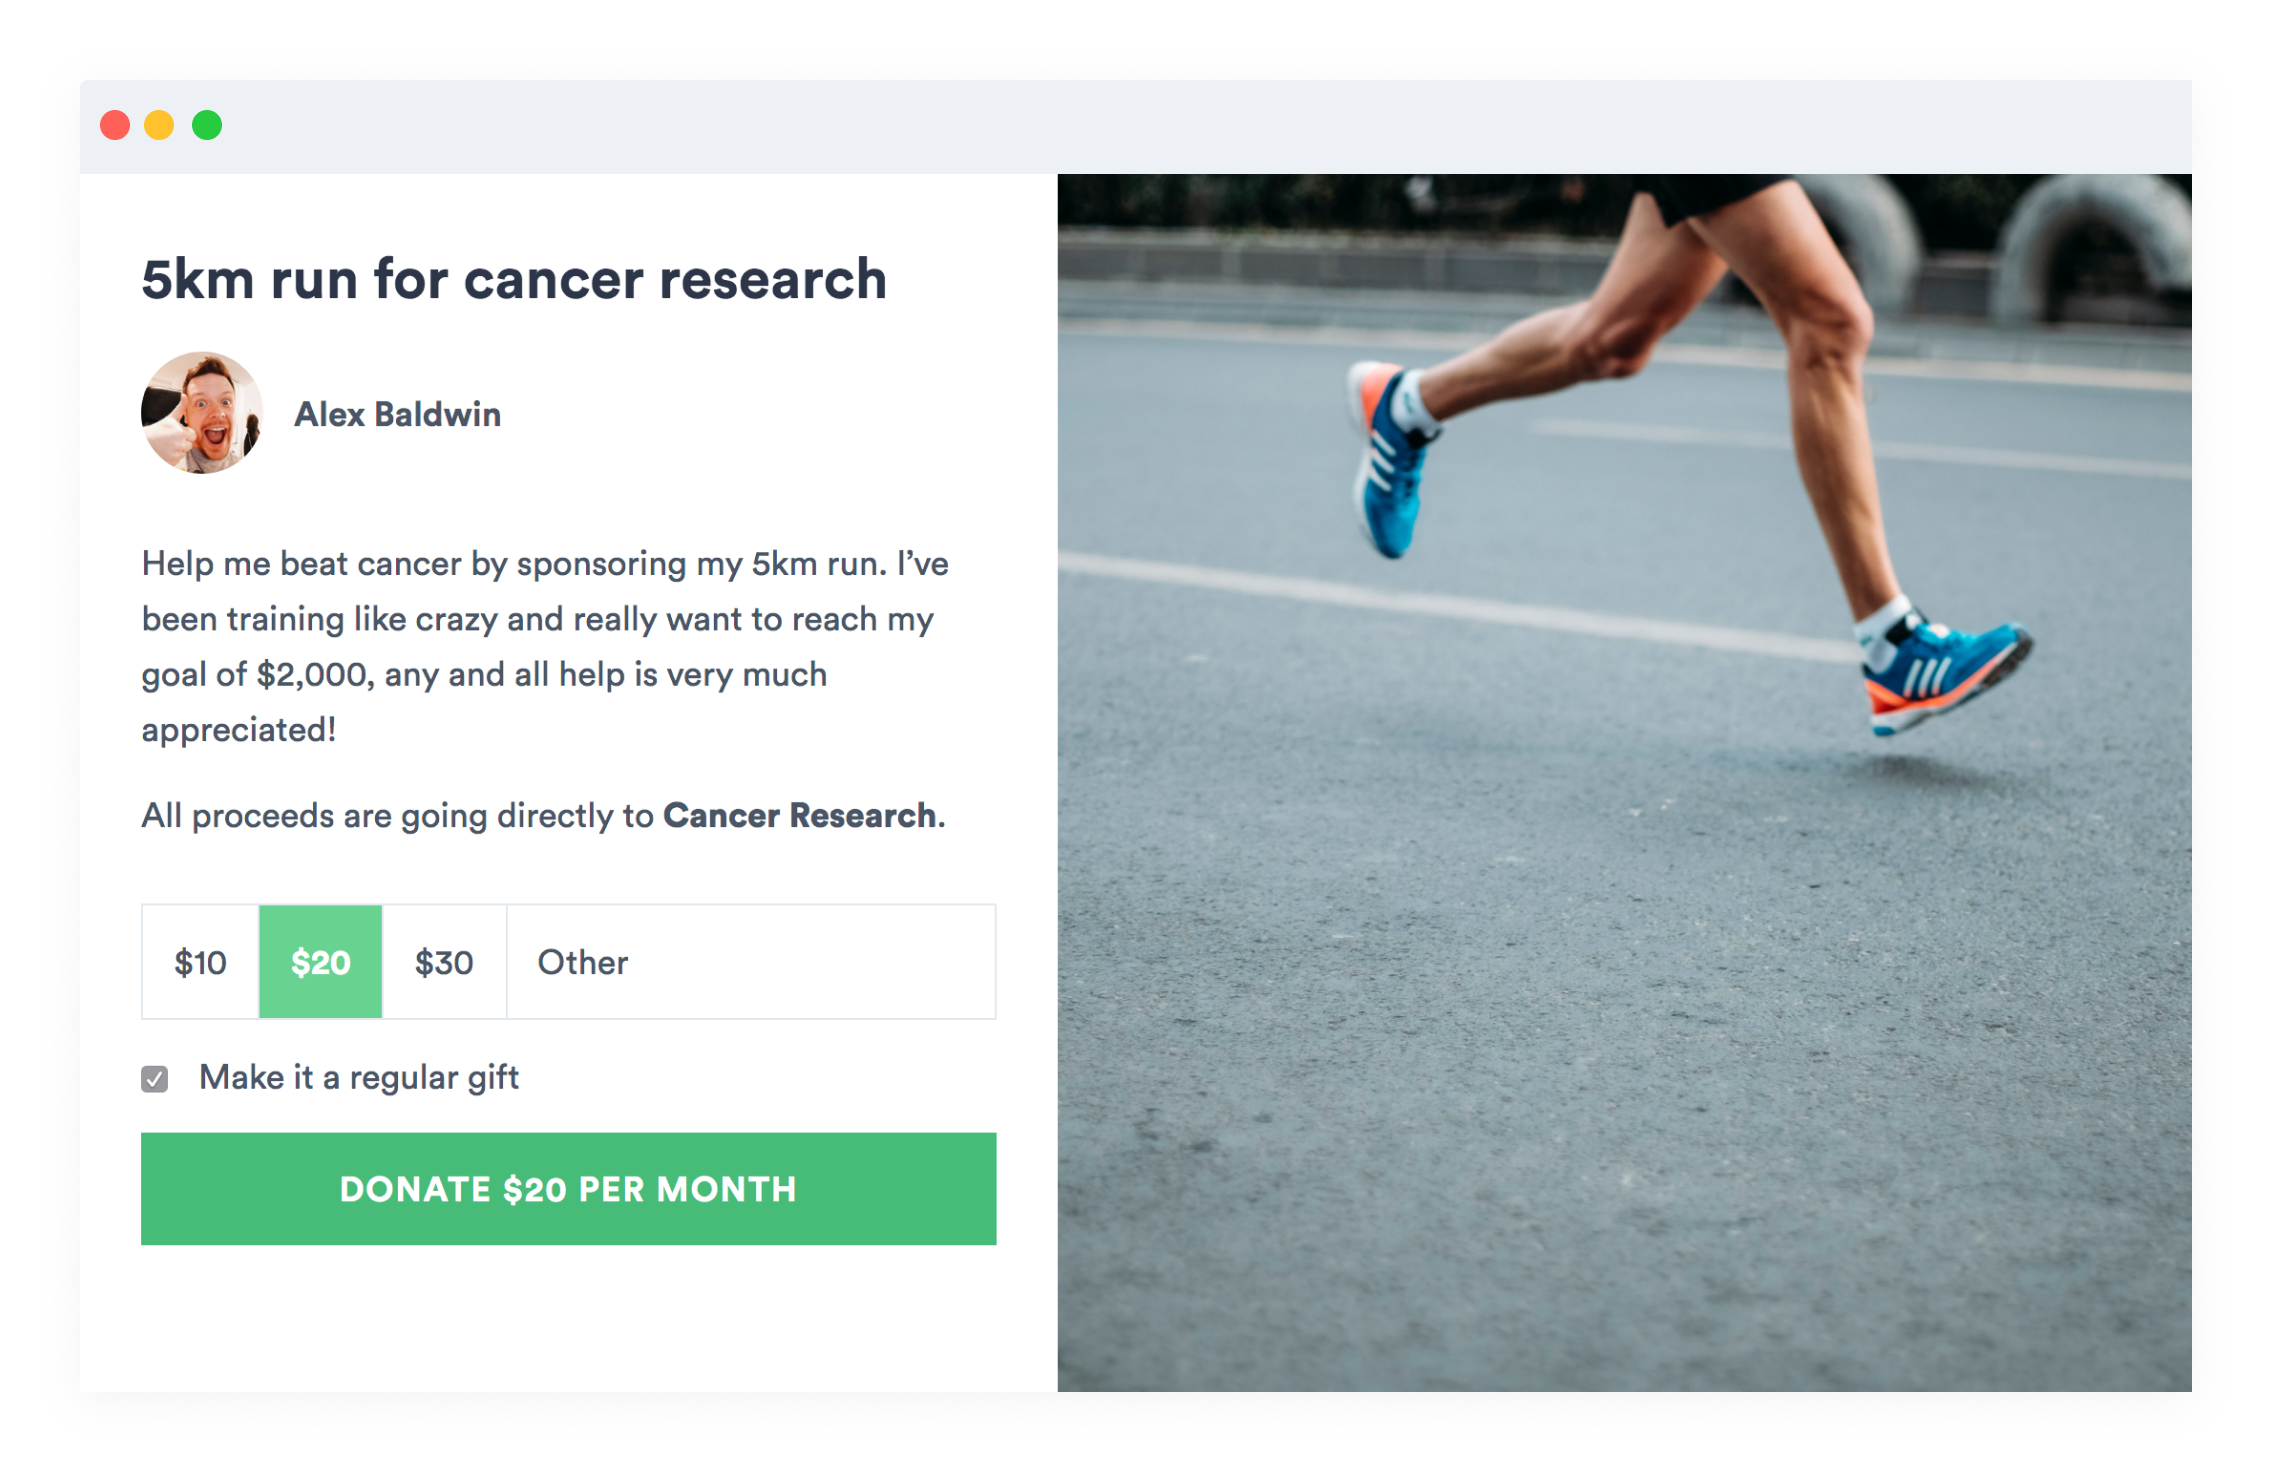 5km run for cancer research
Alex Baldwin
Help me beat cancer by sponsoring my 5km run. I’ve
been training like crazy and really want to reach my
goal of $2,000, any and all help is very much
appreciated!
All proceeds are going directly to Cancer Research.
$10 $20 $30 Other
Make it a regular gift
DONATE $20 PER MONTH